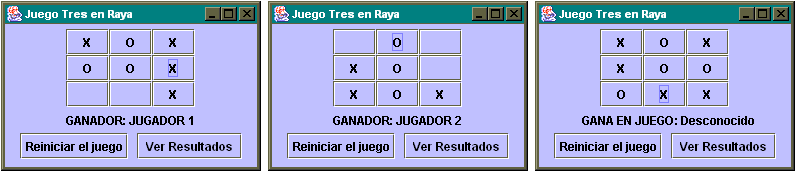 Juego Tres en Raya
X O X
O O X
X
GANADOR: JUGADOR 1
Reiniciar el juego Ver Resultados
Juego Tres en Raya
O
X O
X O X
GANADOR: JUGADOR 2
Reiniciar el juego Ver Resultados
Juego Tres en Raya
X O X
X O O
O X X
GANA EN JUEGO: Desconocido
Reiniciar el juego Ver Resultados